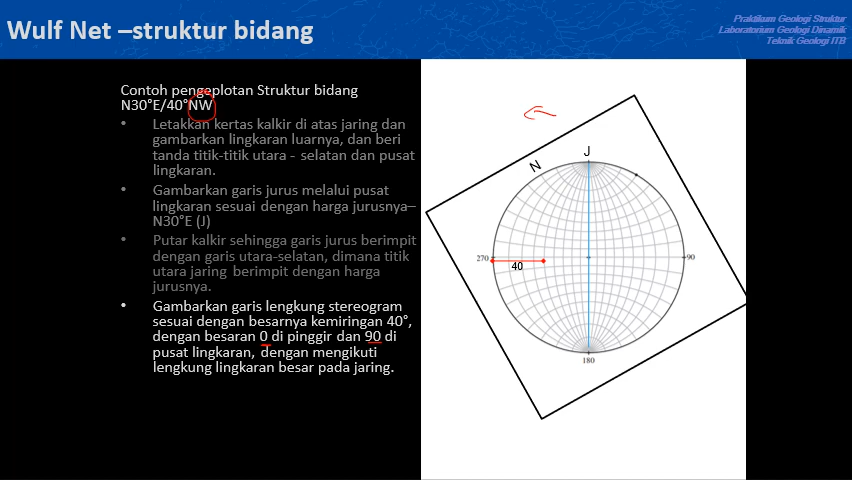 Wulf Net –struktur bidang
Praktikum Geologi Struktur
Laboratorium Geologi Dinamik
Teknik Geologi ITB
Contoh pengeplotan Struktur bidang
N30°E/40°NW
• Letakkan kertas kalkir di atas jaring dan
gambarkan lingkaran luarnya, dan beri
tanda titik-titik utara - selatan dan pusat
lingkaran.
• Gambarkan garis jurus melalui pusat
lingkaran sesuai dengan harga jurusnya–
N30°E (J)
• Putar kalkir sehingga garis jurus berimpit
dengan garis utara-selatan, dimana titik
utara jaring berimpit dengan harga
jurusnya.
• Gambarkan garis lengkung stereogram
sesuai dengan besarnya kemiringan 40°,
dengan besaran 0 di pinggir dan 90 di
pusat lingkaran, dengan mengikuti
lengkung lingkaran besar pada jaring.
N
J
270
40
90
180